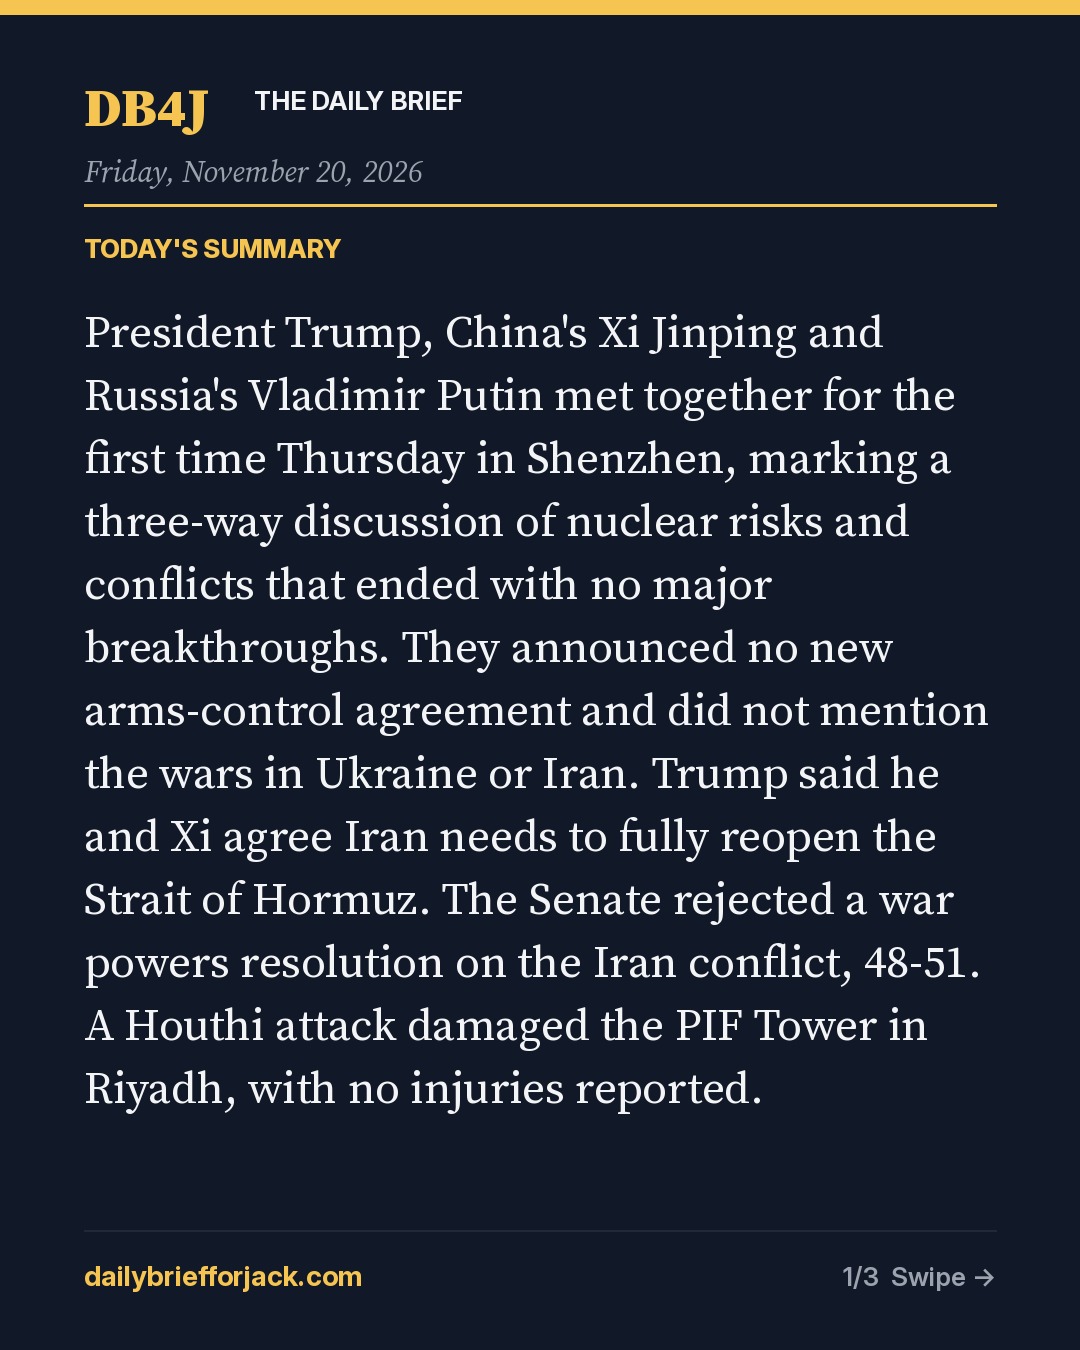 DB4J THE DAILY BRIEF
Friday, November 20, 2026
TODAY'S SUMMARY
President Trump, China's Xi Jinping and
Russia's Vladimir Putin met together for the
first time Thursday in Shenzhen, marking a
three-way discussion of nuclear risks and
conflicts that ended with no major
breakthroughs. They announced no new
arms-control agreement and did not mention
the wars in Ukraine or Iran. Trump said he
and Xi agree Iran needs to fully reopen the
Strait of Hormuz. The Senate rejected a war
powers resolution on the Iran conflict, 48-51.
A Houthi attack damaged the PIF Tower in
Riyadh, with no injuries reported.
dailybriefforjack.com
1/3 Swipe →